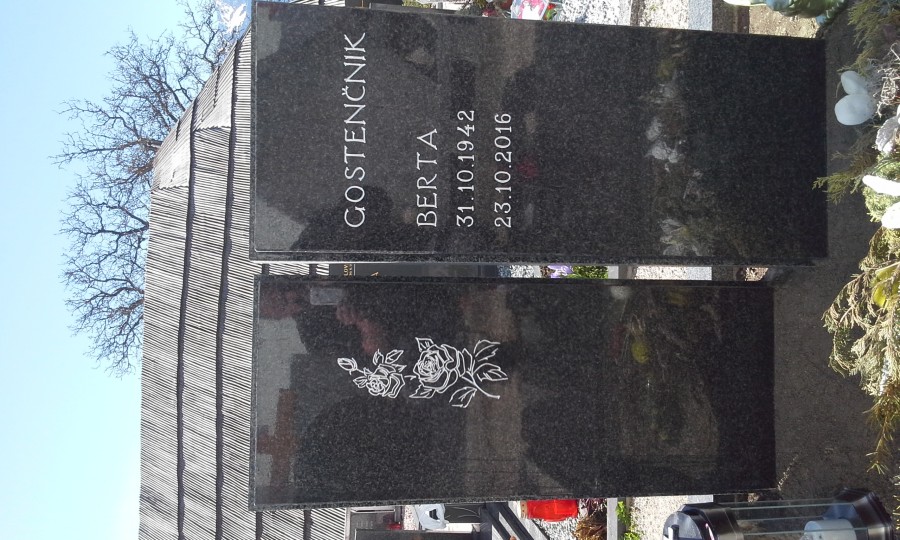 GOSTENČNIK
BERTA
31.10.1942
23.10.2016